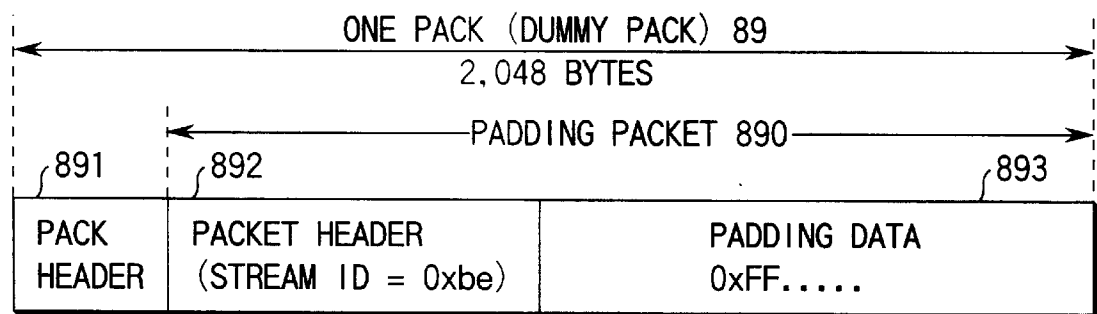 ONE PACK (DUMMY PACK) 89
2,048 BYTES
PADDING PACKET 890
891
892
893
PACK
HEADER
PACKET HEADER
(STREAM ID = 0xbe)
PADDING DATA
0xFF.....